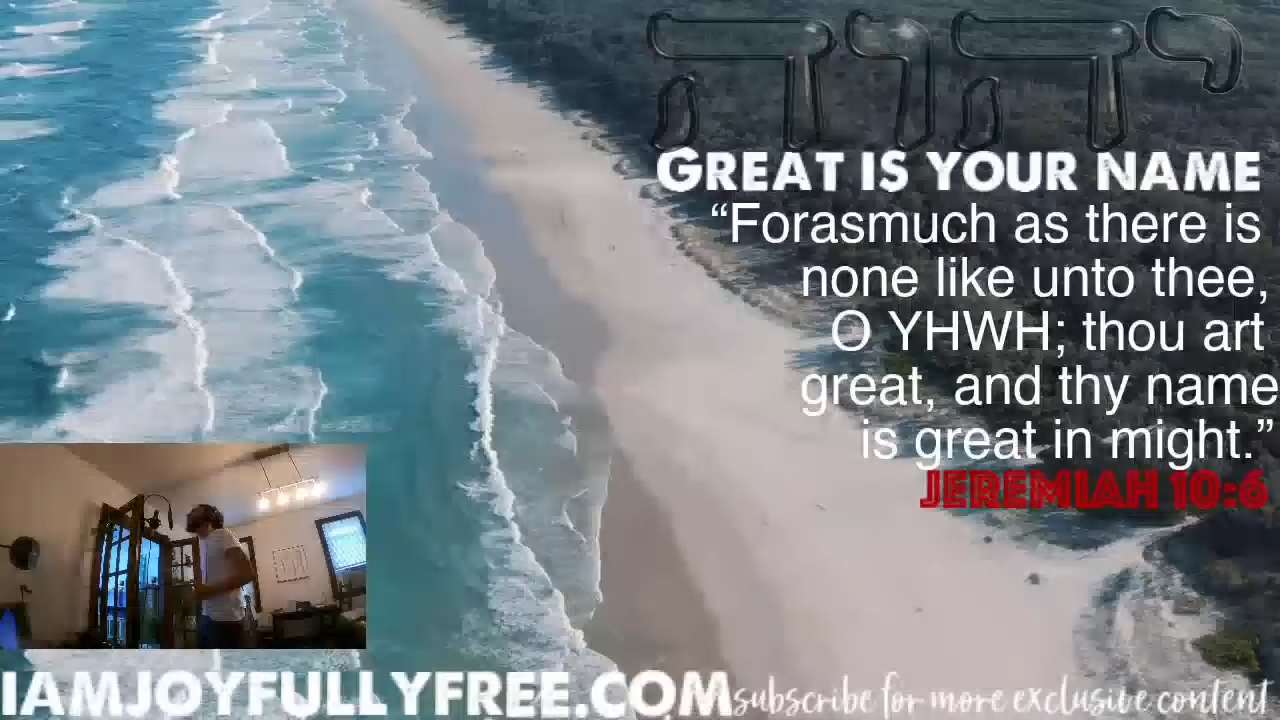 יהוה
GREAT IS YOUR NAME
“Forasmuch as there is
none like unto thee,
O YHWH; thou art
great, and thy name
is great in might.”
JEREMIAH 10:6
IAMJOYFULLYFREE.COM subscribe for more exclusive content